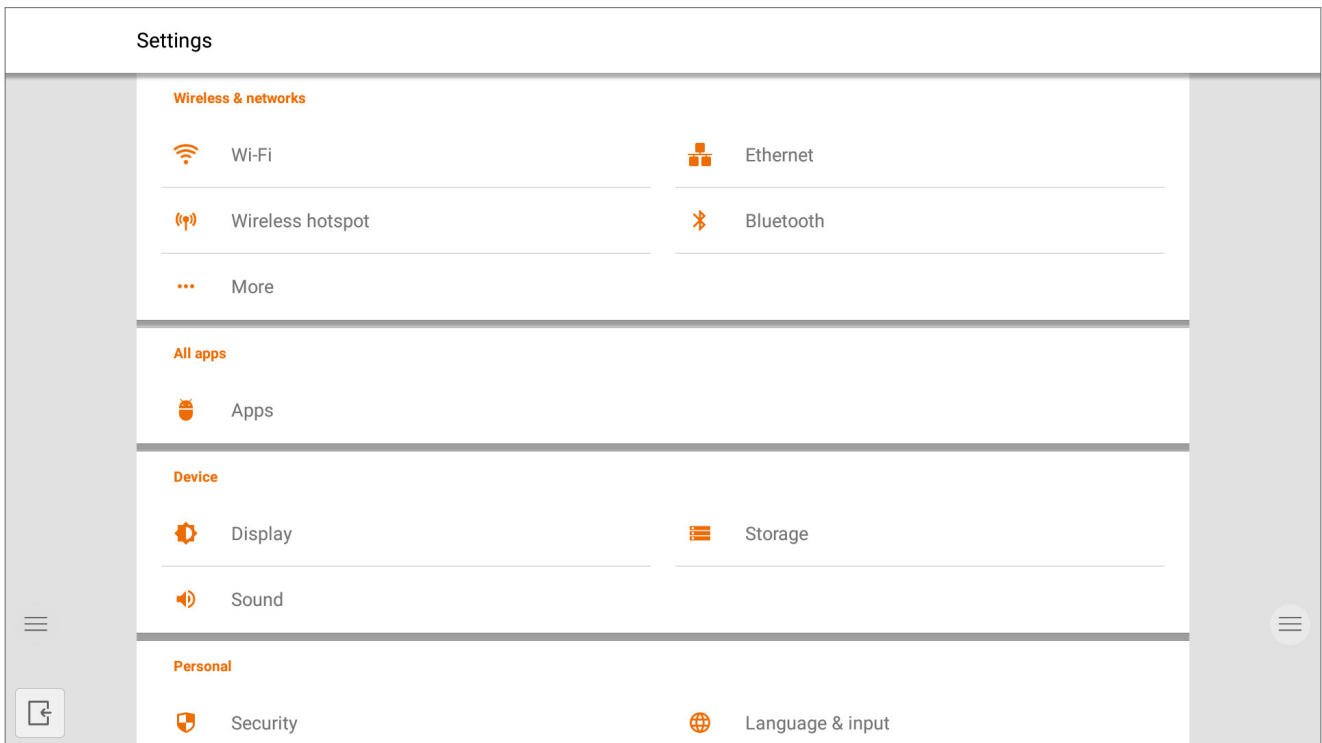 Settings
Wireless & networks
Wi-Fi
Ethernet
Wireless hotspot
Bluetooth
More
All apps
Apps
Device
Display
Storage
Sound
Personal
Security
Language & input